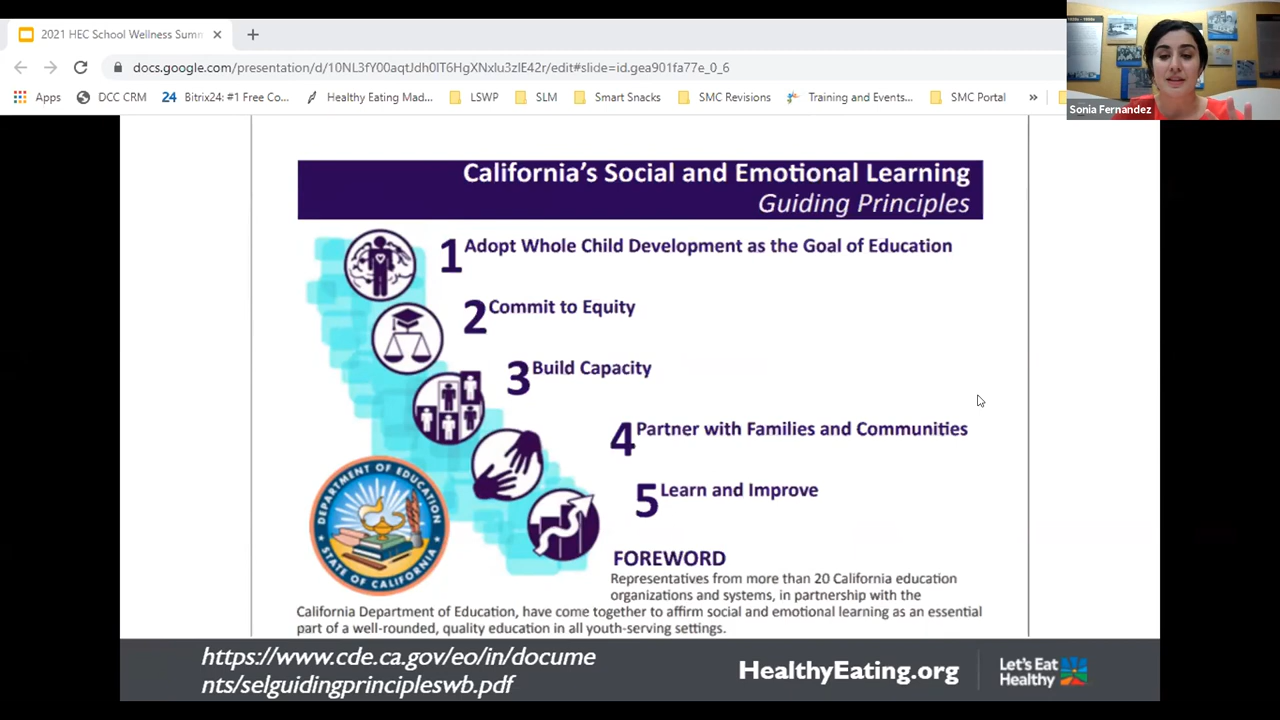 2021 HEC School Wellness Sum
docs.google.com/presentation/d/
/edit#slide=id.gea901fa77e_0_6
Apps
DCC CRM
24 Bitrix24: #1 Free Co...
Healthy Eating Mad...
LSWP
SLM
Smart Snacks
SMC Revisions
Training and Events...
SMC Portal
»
Sonia Fernandez
California's Social and Emotional Learning
Guiding Principles
1 Adopt Whole Child Development as the Goal of Education
2 Commit to Equity
3 Build Capacity
4 Partner with Families and Communities
5 Learn and Improve
DEPARTMENT OF EDUCATION
STATE OF CALIFORNIA
FOREWORD
Representatives from more than 20 California education
organizations and systems, in partnership with the
California Department of Education, have come together to affirm social and emotional learning as an essential
part of a well-rounded, quality education in all youth-serving settings.
https://www.cde.ca.gov/eo/in/docume
nts/selguidingprincipleswb.pdf
HealthyEating.org
Let's Eat
Healthy